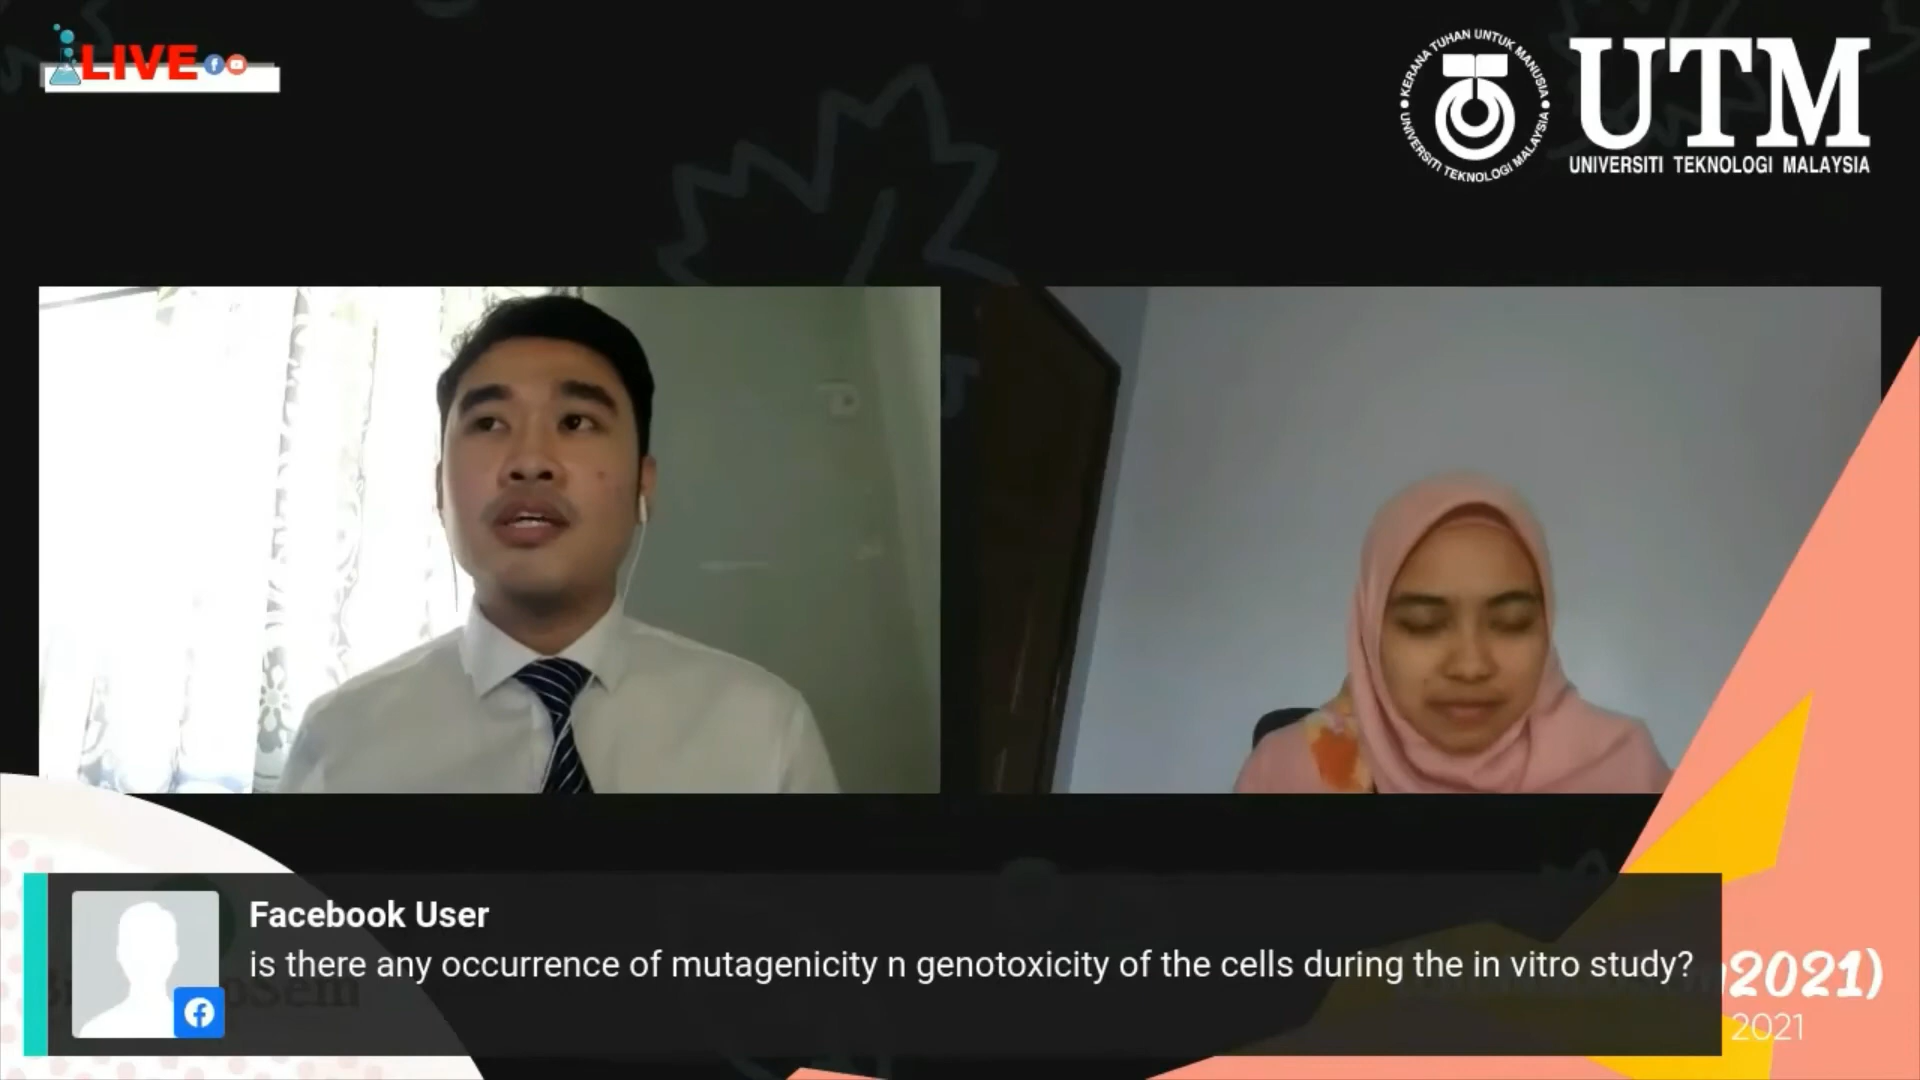 LIVE
KERANA TUHAN UNTUK MANUSIA
UNIVERSITI TEKNOLOGI MALAYSIA
UTM
UNIVERSITI TEKNOLOGI MALAYSIA
Facebook User
is there any occurrence of mutagenicity n genotoxicity of the cells during the in vitro study?
2021)
2021